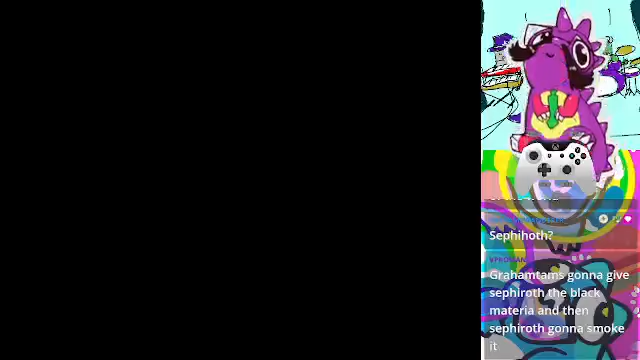 Sephihoth?
Grahamtams gonna give
sephiroth the black
materia and then
sephiroth gonna smoke
it